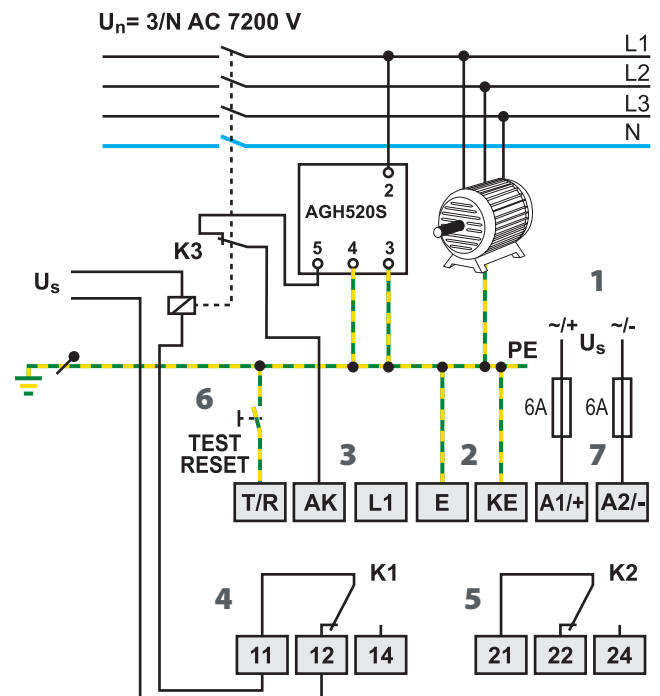 Un= 3/N AC 7200 V
L1
L2
L3
N
2
AGH520S
5 4 3
K3
Us
1
~/+ Us ~/-
PE
6A 6A
6
TEST
RESET
3 2 7
T/R AK L1 E KE A1/+ A2/-
4 K1 5 K2
11 12 14 21 22 24